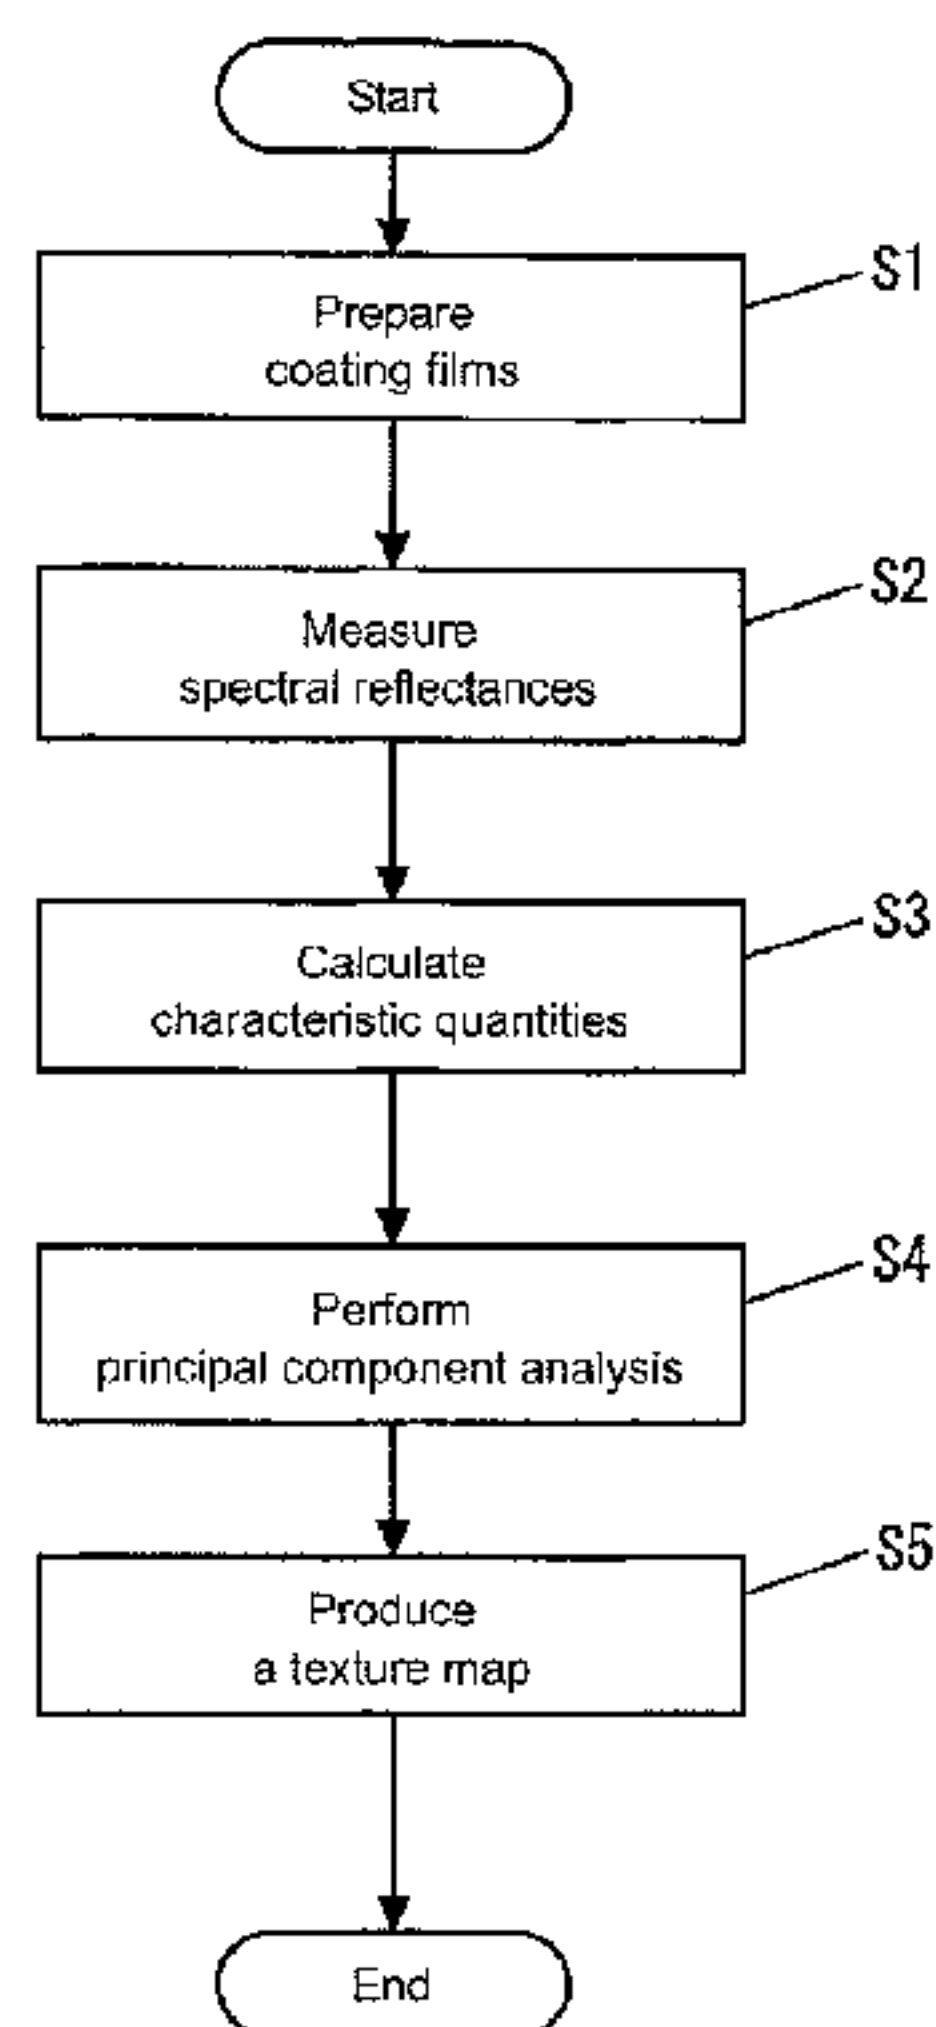 Start
S1
Prepare
coating films
S2
Measure
spectral reflectances
S3
Calculate
characteristic quantities
S4
Perform
principal component analysis
S5
Produce
a texture map
End